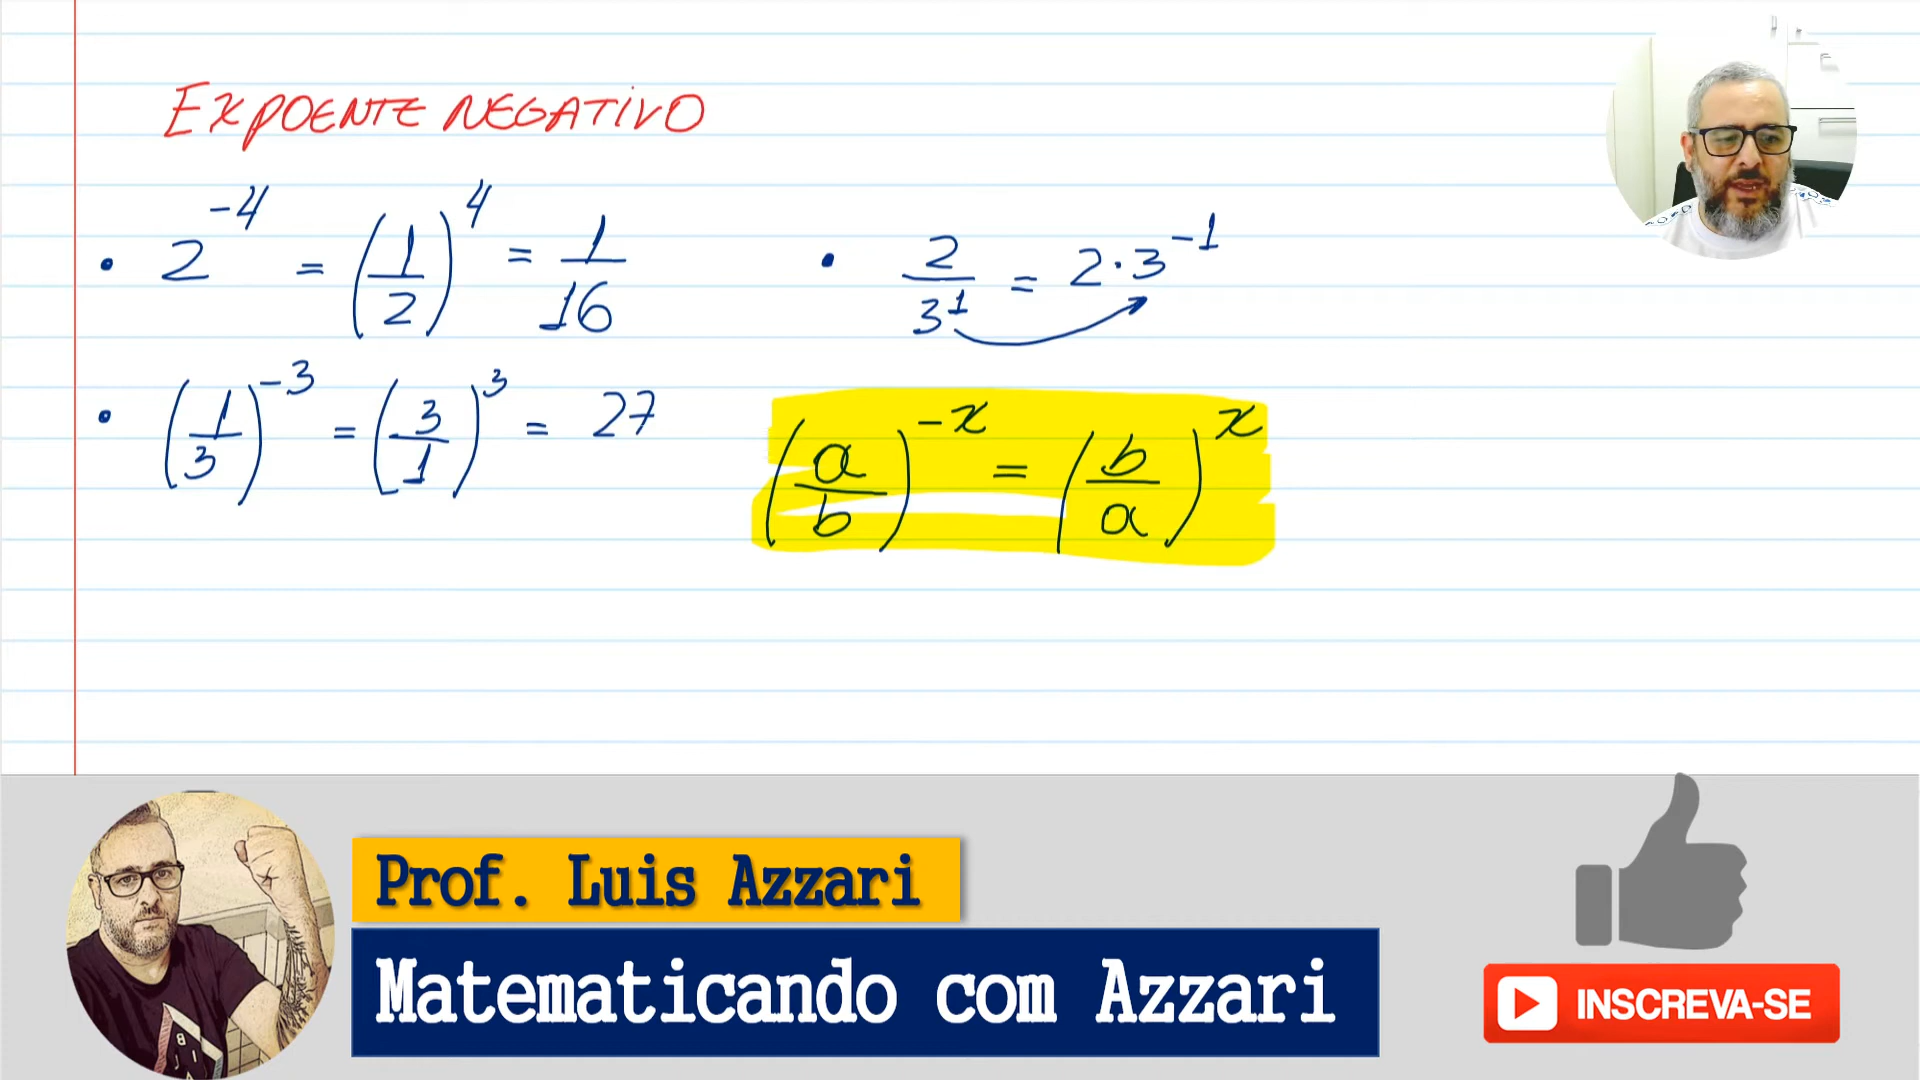 EXPOENTE NEGATIVO
• 2^-4 = (1/2)^4 = 1/16
• (1/3)^-3 = (3/1)^3 = 27
• 2/3^1 = 2·3^-1
(a/b)^-x = (b/a)^x
Prof. Luis Azzari
Matematicando com Azzari
INSCREVA-SE